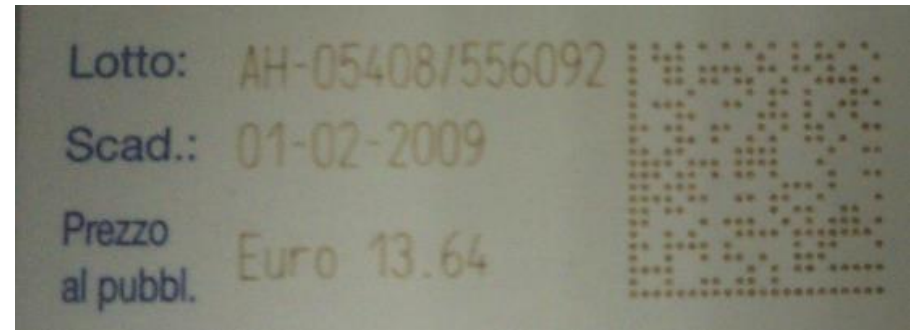 Lotto: AH-05408/556092
Scad.: 01-02-2009
Prezzo
al pubbl. Euro 13.64